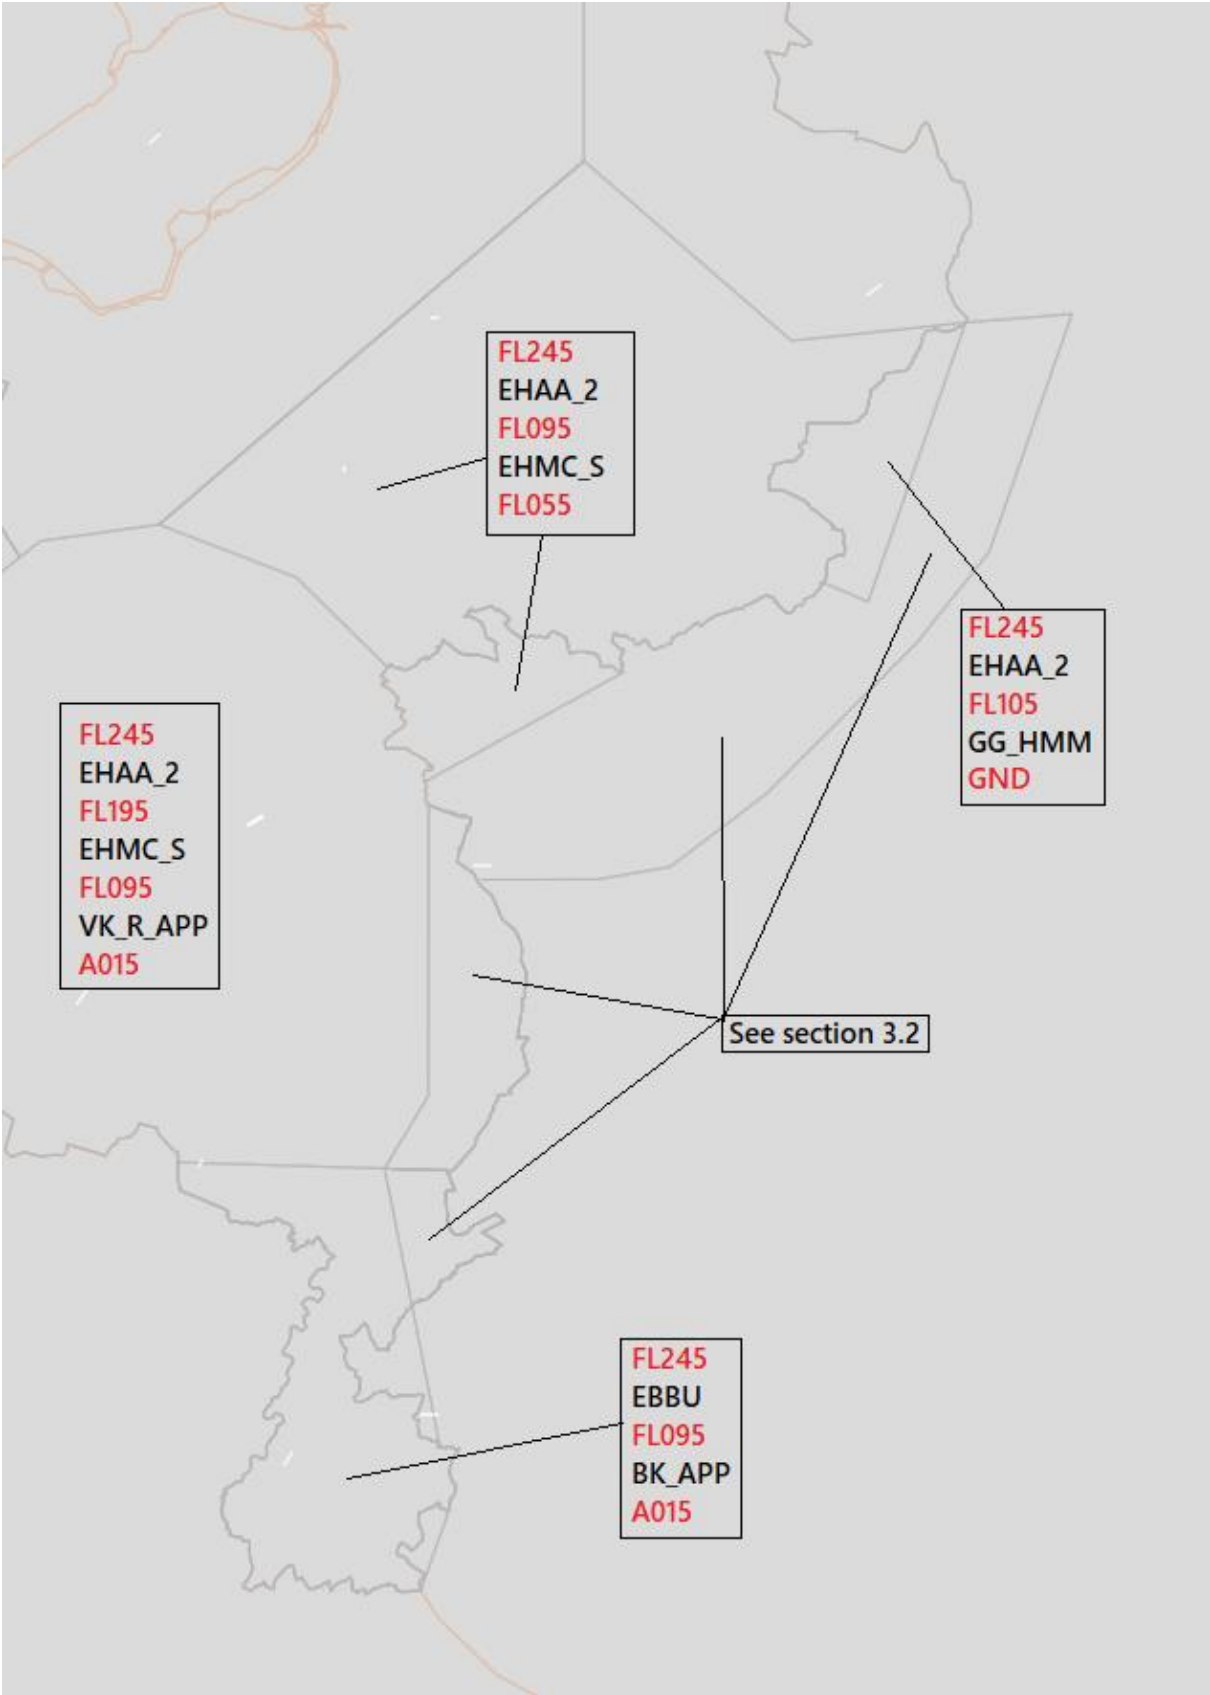 FL245
EHAA_2
FL095
EHMC_S
FL055
FL245
EHAA_2
FL105
GG_HMM
GND
FL245
EHAA_2
FL195
EHMC_S
FL095
VK_R_APP
A015
See section 3.2
FL245
EBBU
FL095
BK_APP
A015